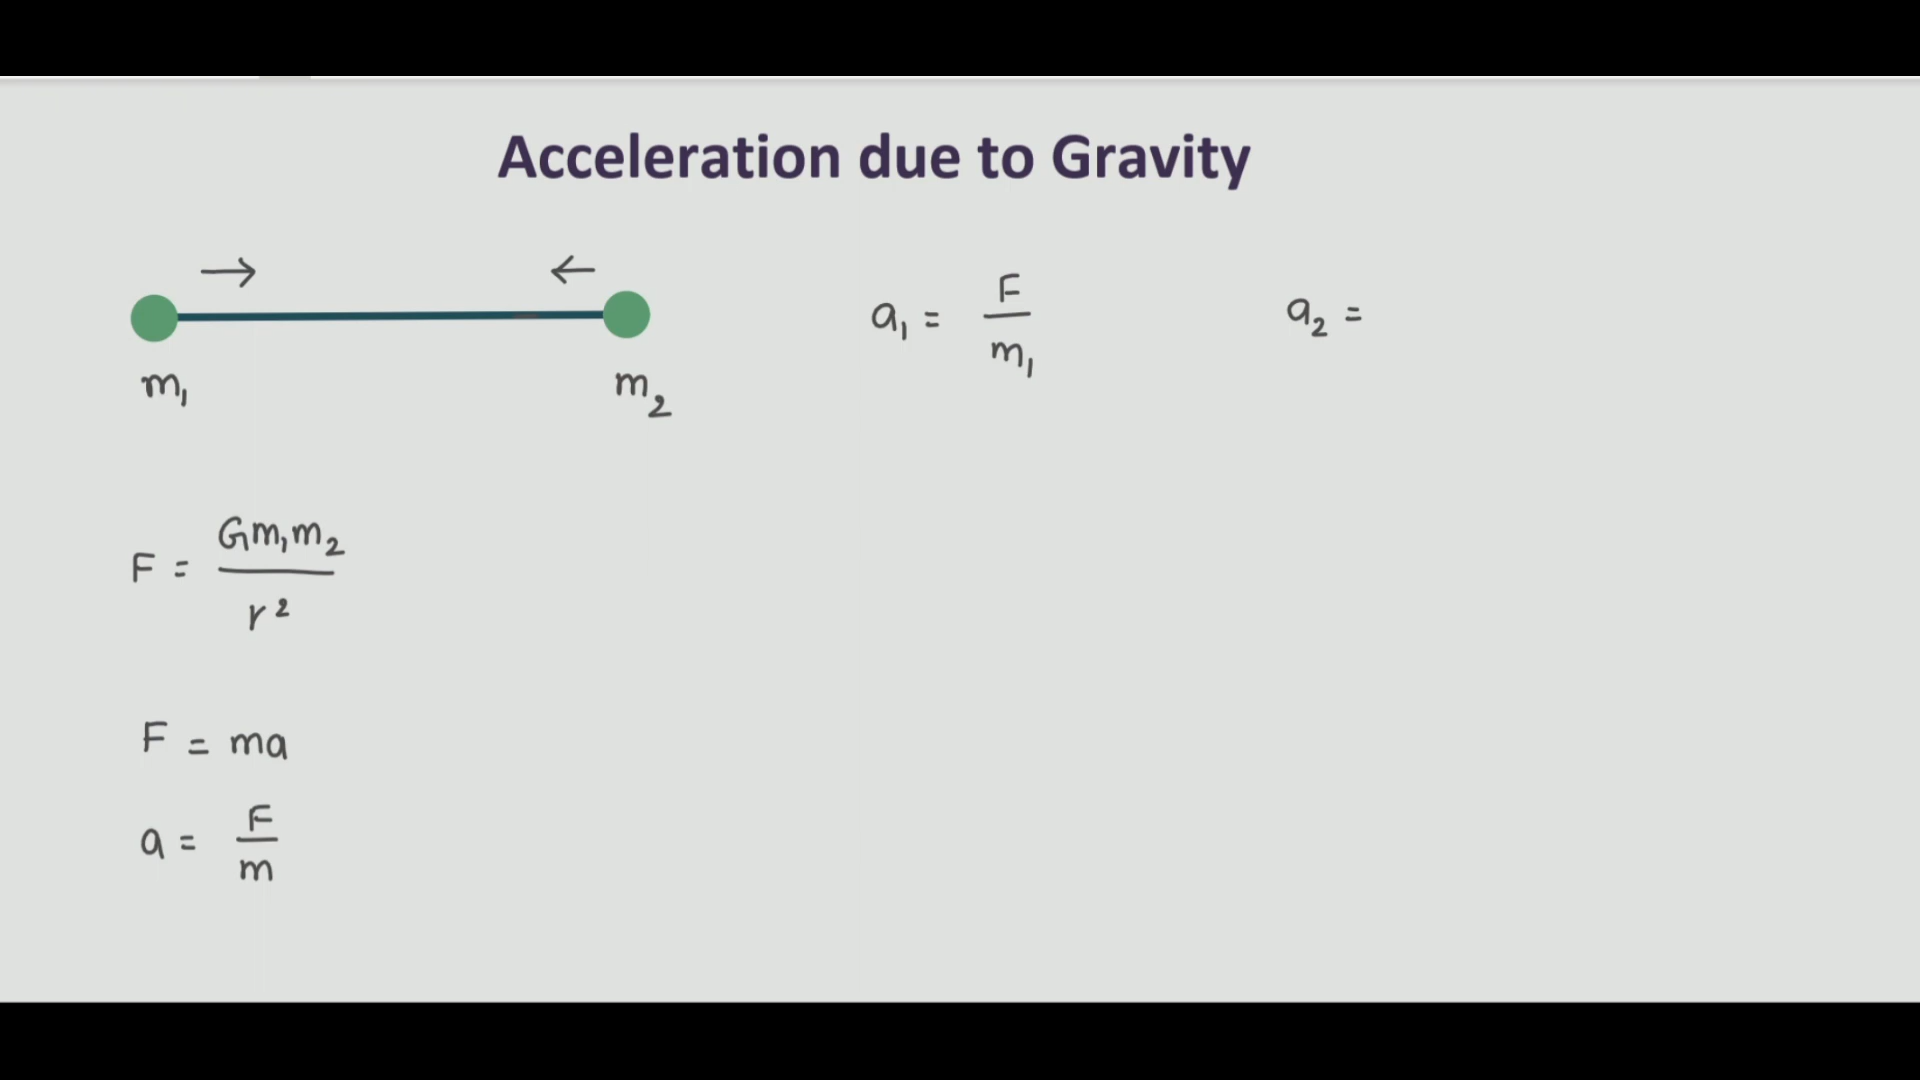 Acceleration due to Gravity
→ ←
m₁ m₂
a₁ = F/m₁
a₂ =
F = Gm₁m₂/r²
F = ma
a = F/m